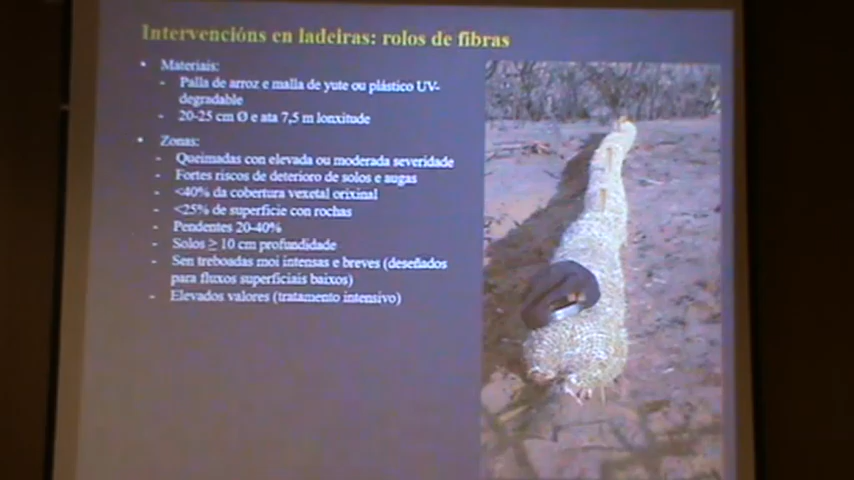 Intervencións en ladeiras: rolos de fibras
• Materiais:
- Palla de arroz e malla de yute ou plástico UV-
degradable
- 20-25 cm Ø e ata 7,5 m lonxitude
• Zonas:
- Queimadas con elevada ou moderada severidade
- Fortes riscos de deterioro de solos e augas
- <40% da cobertura vexetal orixinal
- <25% de superficie con rochas
- Pendentes 20-40%
- Solos ≥ 10 cm profundidade
- Sen treboadas moi intensas e breves (deseñados
para fluxos superficiais baixos)
- Elevados valores (tratamento intensivo)